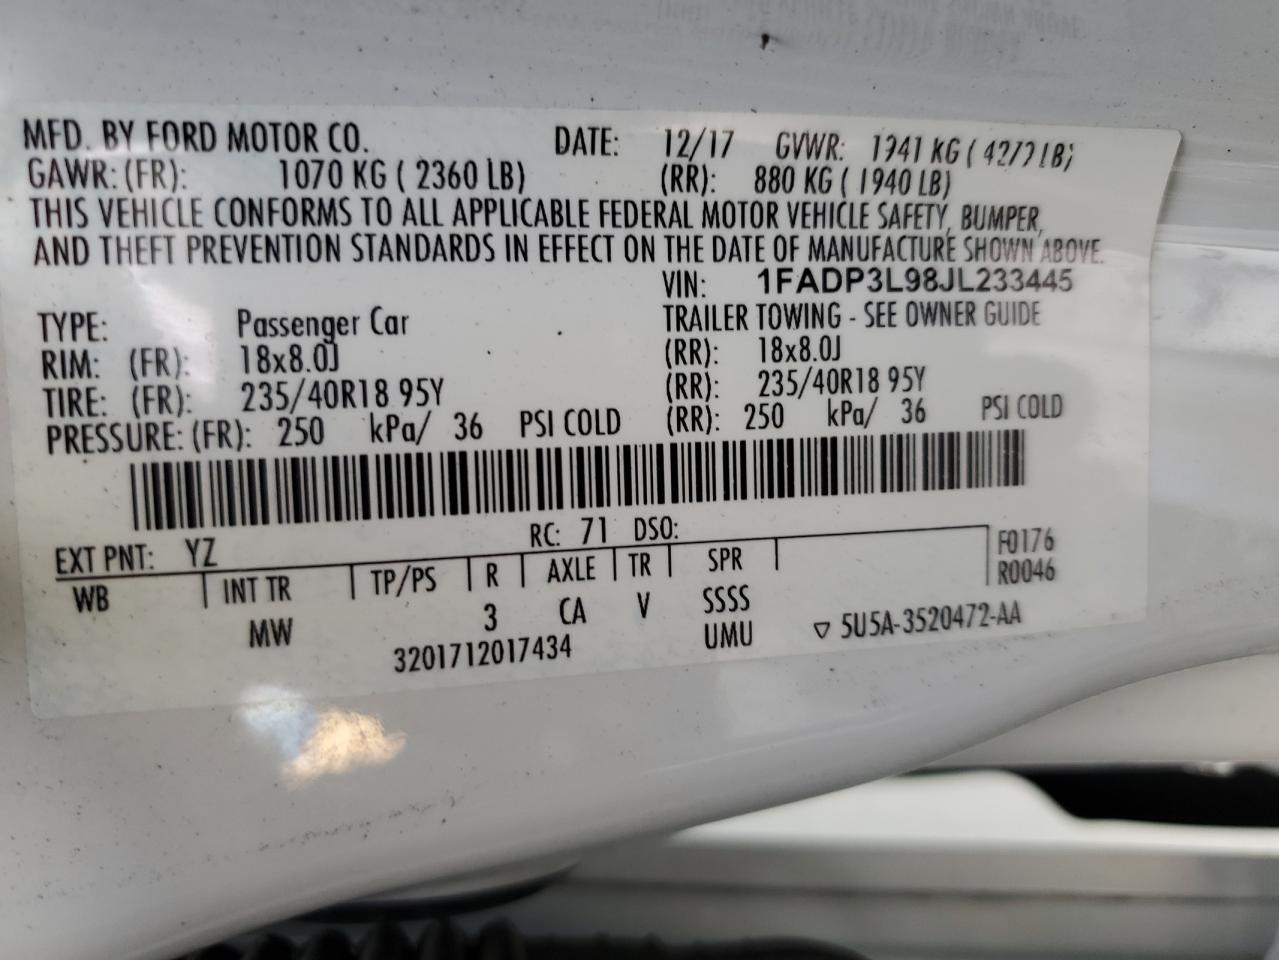 MFD. BY FORD MOTOR CO. DATE: 12/17 GVWR: 1941 KG (
GAWR: (FR): 1070 KG ( 2360 LB) (RR): 880 KG ( 1940 LB)
THIS VEHICLE CONFORMS TO ALL APPLICABLE FEDERAL MOTOR VEHICLE SAFETY, BUMPER,
AND THEFT PREVENTION STANDARDS IN EFFECT ON THE DATE OF MANUFACTURE SHOWN ABOVE.
VIN: 1FADP3L98JL233445
TYPE: Passenger Car TRAILER TOWING - SEE OWNER GUIDE
RIM: (FR): 18x8.0J (RR): 18x8.0J
TIRE: (FR): 235/40R18 95Y (RR): 235/40R18 95Y
PRESSURE: (FR): 250 kPa/ 36 PSI COLD (RR): 250 kPa/ 36 PSI COLD
EXT PNT: YZ RC: 71 DSO: F0176
WB INT TR TP/PS R AXLE TR SPR R0046
MW 3 CA V SSSS
3201712017434 UMU ▽ 5U5A-3520472-AA